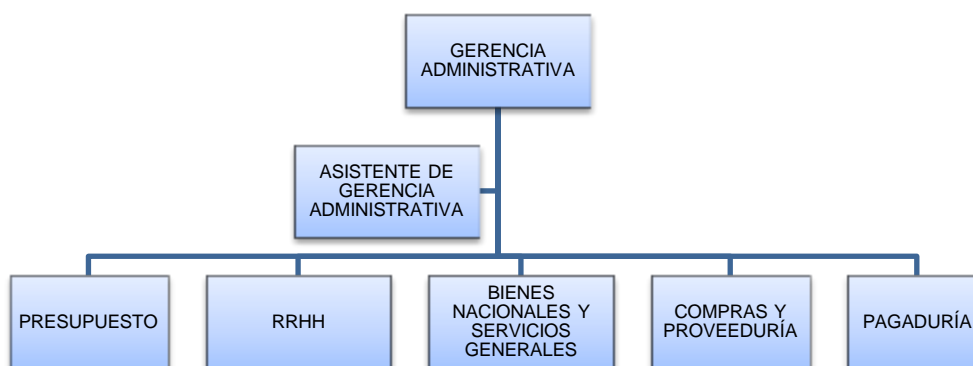 GERENCIA
ADMINISTRATIVA
ASISTENTE DE
GERENCIA
ADMINISTRATIVA
PRESUPUESTO
RRHH
BIENES
NACIONALES Y
SERVICIOS
GENERALES
COMPRAS Y
PROVEEDURÍA
PAGADURÍA